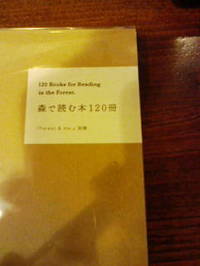 120 Books for Reading
in the Forest.
森で読む本120冊